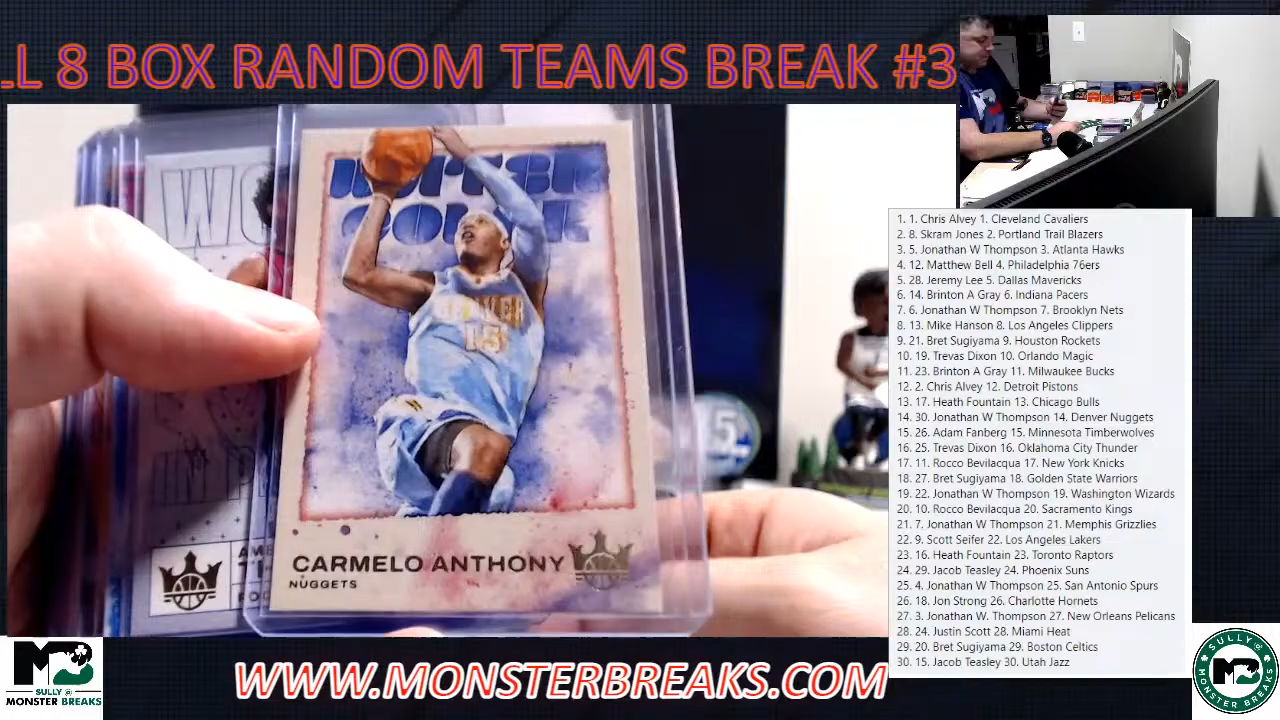 L 8 BOX RANDOM TEAMS BREAK #3
WATER
COLOR
DENVER
15
CARMELO ANTHONY
NUGGETS
WO
1. 1. Chris Alvey 1. Cleveland Cavaliers
2. 8. Skram Jones 2. Portland Trail Blazers
3. 5. Jonathan W Thompson 3. Atlanta Hawks
4. 12. Matthew Bell 4. Philadelphia 76ers
5. 28. Jeremy Lee 5. Dallas Mavericks
6. 14. Brinton A Gray 6. Indiana Pacers
7. 6. Jonathan W Thompson 7. Brooklyn Nets
8. 13. Mike Hanson 8. Los Angeles Clippers
9. 21. Bret Sugiyama 9. Houston Rockets
10. 19. Trevas Dixon 10. Orlando Magic
11. 23. Brinton A Gray 11. Milwaukee Bucks
12. 2. Chris Alvey 12. Detroit Pistons
13. 17. Heath Fountain 13. Chicago Bulls
14. 30. Jonathan W Thompson 14. Denver Nuggets
15. 26. Adam Fanberg 15. Minnesota Timberwolves
16. 25. Trevas Dixon 16. Oklahoma City Thunder
17. 11. Rocco Bevilacqua 17. New York Knicks
18. 27. Bret Sugiyama 18. Golden State Warriors
19. 22. Jonathan W Thompson 19. Washington Wizards
20. 10. Rocco Bevilacqua 20. Sacramento Kings
21. 7. Jonathan W Thompson 21. Memphis Grizzlies
22. 9. Scott Seifer 22. Los Angeles Lakers
23. 16. Heath Fountain 23. Toronto Raptors
24. 29. Jacob Teasley 24. Phoenix Suns
25. 4. Jonathan W Thompson 25. San Antonio Spurs
26. 18. Jon Strong 26. Charlotte Hornets
27. 3. Jonathan W. Thompson 27. New Orleans Pelicans
28. 24. Justin Scott 28. Miami Heat
29. 20. Bret Sugiyama 29. Boston Celtics
30. 15. Jacob Teasley 30. Utah Jazz
MB
SULLY @
MONSTER BREAKS
WWW.MONSTERBREAKS.COM
SULLY @
MB
MONSTER BREAKS